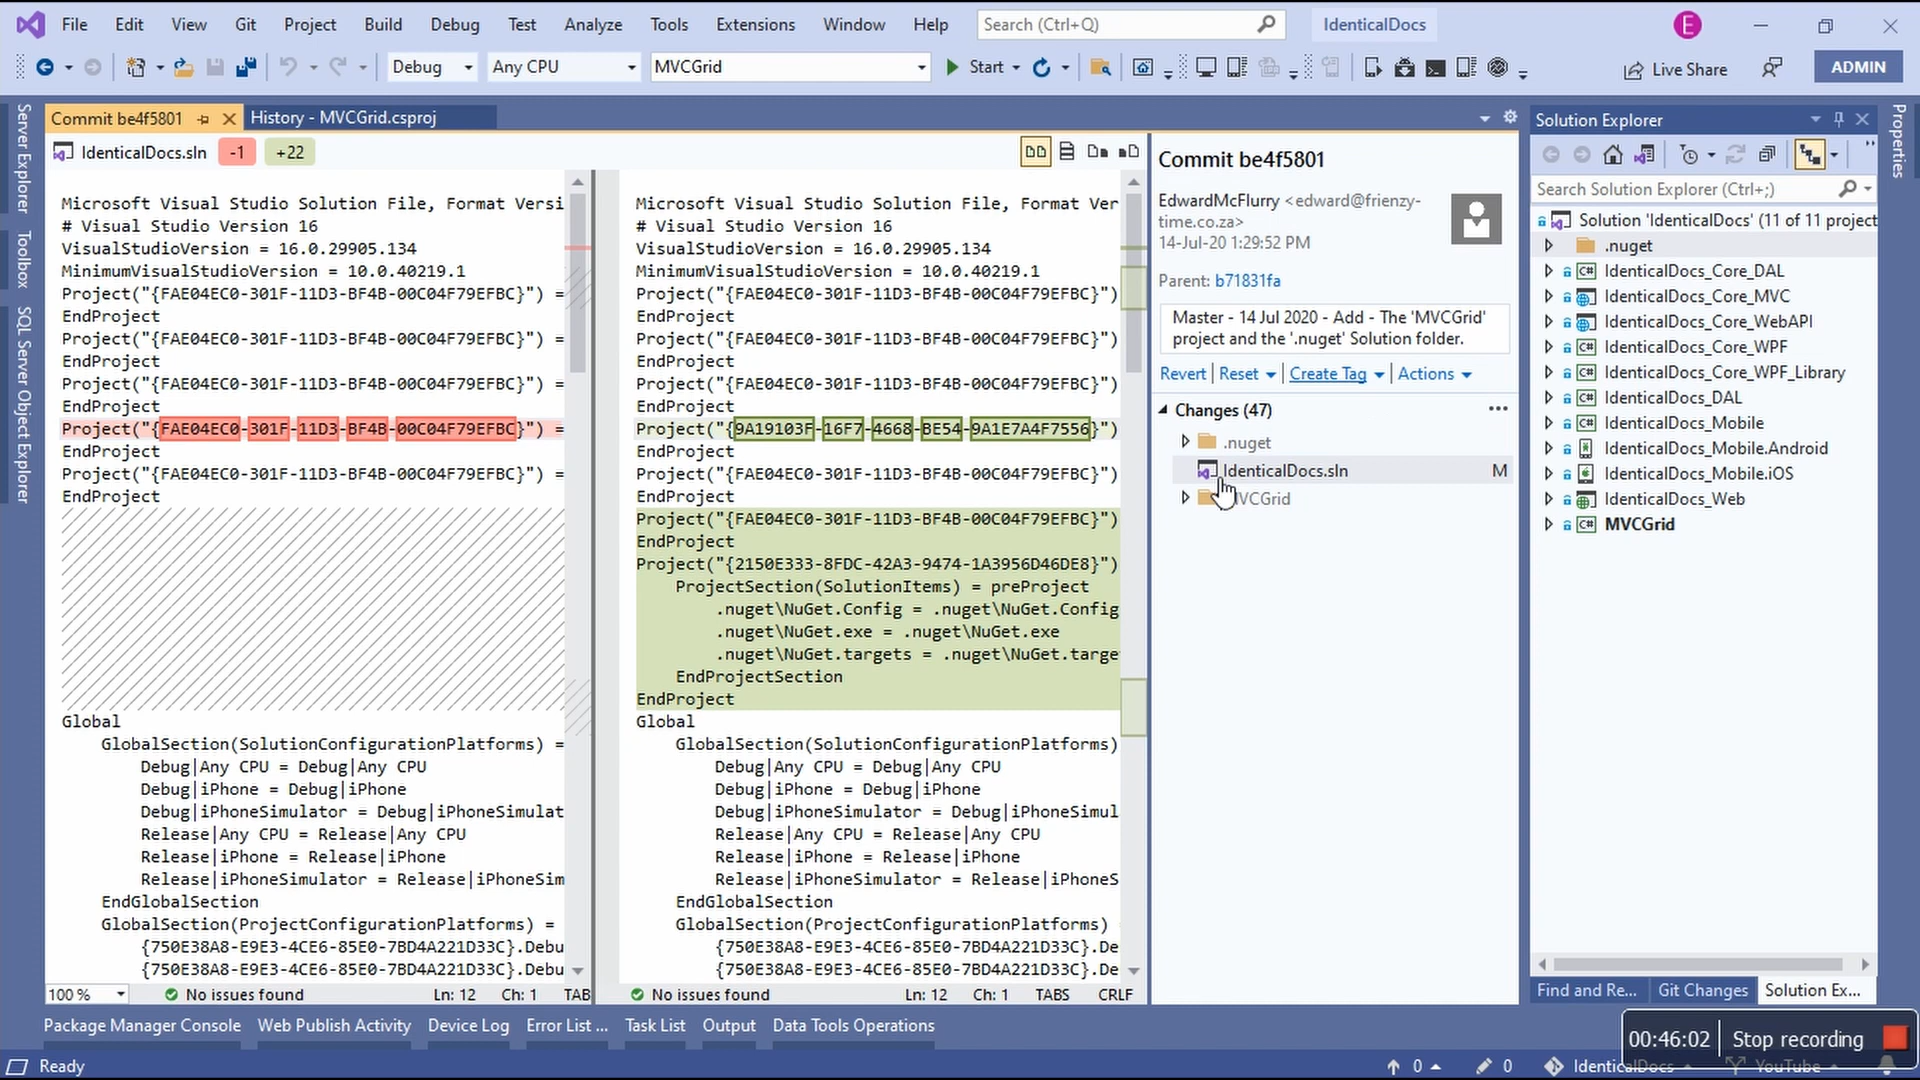 File Edit View Git Project Build Debug Test Analyze Tools Extensions Window Help Search (Ctrl+Q) IdenticalDocs E
Debug Any CPU MVCGrid Start Live Share ADMIN
Server Explorer
Toolbox
SQL Server Object Explorer
Commit be4f5801 History - MVCGrid.csproj
IdenticalDocs.sln -1 +22
Microsoft Visual Studio Solution File, Format Versi
# Visual Studio Version 16
VisualStudioVersion = 16.0.29905.134
MinimumVisualStudioVersion = 10.0.40219.1
Project("{FAE04EC0-301F-11D3-BF4B-00C04F79EFBC}") =
EndProject
Project("{FAE04EC0-301F-11D3-BF4B-00C04F79EFBC}") =
EndProject
Project("{FAE04EC0-301F-11D3-BF4B-00C04F79EFBC}") =
EndProject
Project("{FAE04EC0-301F-11D3-BF4B-00C04F79EFBC}") =
EndProject
Project("{FAE04EC0-301F-11D3-BF4B-00C04F79EFBC}") =
EndProject
Global
GlobalSection(SolutionConfigurationPlatforms) =
Debug|Any CPU = Debug|Any CPU
Debug|iPhone = Debug|iPhone
Debug|iPhoneSimulator = Debug|iPhoneSimulat
Release|Any CPU = Release|Any CPU
Release|iPhone = Release|iPhone
Release|iPhoneSimulator = Release|iPhoneSim
EndGlobalSection
GlobalSection(ProjectConfigurationPlatforms) =
{750E38A8-E9E3-4CE6-85E0-7BD4A221D33C}.Debu
{750E38A8-E9E3-4CE6-85E0-7BD4A221D33C}.Debu
100 % No issues found Ln: 12 Ch: 1 TAB
Microsoft Visual Studio Solution File, Format Ver
# Visual Studio Version 16
VisualStudioVersion = 16.0.29905.134
MinimumVisualStudioVersion = 10.0.40219.1
Project("{FAE04EC0-301F-11D3-BF4B-00C04F79EFBC}")
EndProject
Project("{FAE04EC0-301F-11D3-BF4B-00C04F79EFBC}")
EndProject
Project("{FAE04EC0-301F-11D3-BF4B-00C04F79EFBC}")
EndProject
Project("{9A19103F-16F7-4668-BE54-9A1E7A4F7556}")
EndProject
Project("{FAE04EC0-301F-11D3-BF4B-00C04F79EFBC}")
EndProject
Project("{FAE04EC0-301F-11D3-BF4B-00C04F79EFBC}")
EndProject
Project("{2150E333-8FDC-42A3-9474-1A3956D46DE8}")
ProjectSection(SolutionItems) = preProject
.nuget\NuGet.Config = .nuget\NuGet.Config
.nuget\NuGet.exe = .nuget\NuGet.exe
.nuget\NuGet.targets = .nuget\NuGet.targe
EndProjectSection
EndProject
Global
GlobalSection(SolutionConfigurationPlatforms)
Debug|Any CPU = Debug|Any CPU
Debug|iPhone = Debug|iPhone
Debug|iPhoneSimulator = Debug|iPhoneSimul
Release|Any CPU = Release|Any CPU
Release|iPhone = Release|iPhone
Release|iPhoneSimulator = Release|iPhoneS
EndGlobalSection
GlobalSection(ProjectConfigurationPlatforms)
{750E38A8-E9E3-4CE6-85E0-7BD4A221D33C}.De
{750E38A8-E9E3-4CE6-85E0-7BD4A221D33C}.De
No issues found Ln: 12 Ch: 1 TABS CRLF
Commit be4f5801
EdwardMcFlurry <edward@frienzy-
time.co.za>
14-Jul-20 1:29:52 PM
Parent: b71831fa
Master - 14 Jul 2020 - Add - The 'MVCGrid'
project and the '.nuget' Solution folder.
Revert Reset Create Tag Actions
Changes (47)
.nuget
IdenticalDocs.sln M
VCGrid
Solution Explorer
Search Solution Explorer (Ctrl+;)
Solution 'IdenticalDocs' (11 of 11 project
.nuget
IdenticalDocs_Core_DAL
IdenticalDocs_Core_MVC
IdenticalDocs_Core_WebAPI
IdenticalDocs_Core_WPF
IdenticalDocs_Core_WPF_Library
IdenticalDocs_DAL
IdenticalDocs_Mobile
IdenticalDocs_Mobile.Android
IdenticalDocs_Mobile.iOS
IdenticalDocs_Web
MVCGrid
Find and Re... Git Changes Solution Ex...
Properties
Package Manager Console Web Publish Activity Device Log Error List ... Task List Output Data Tools Operations
00:46:02 Stop recording
Ready 0 0 IdenticalDocs YouTube